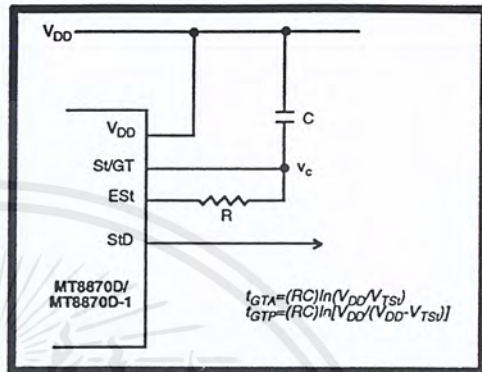 VDD
VDD
C
St/GT
vc
ESt
R
StD
MT8870D/
MT8870D-1
tGTA=(RC)ln(VDD/VTSt)
tGTP=(RC)ln[VDD/(VDD-VTSt)]